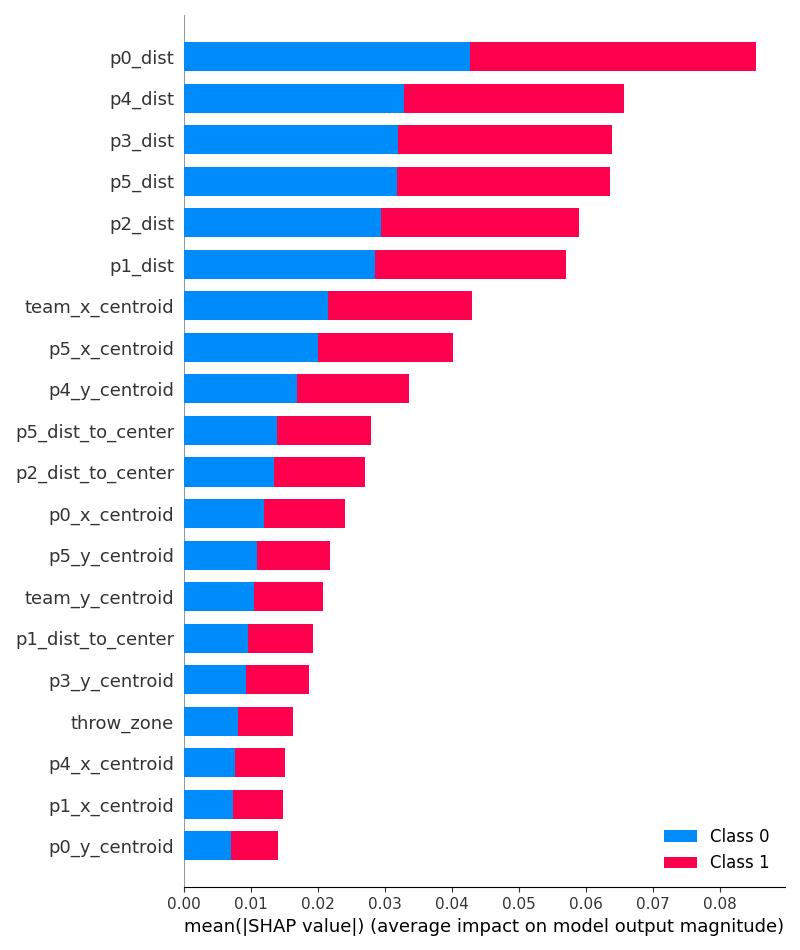 p0_dist
p4_dist
p3_dist
p5_dist
p2_dist
p1_dist
team_x_centroid
p5_x_centroid
p4_y_centroid
p5_dist_to_center
p2_dist_to_center
p0_x_centroid
p5_y_centroid
team_y_centroid
p1_dist_to_center
p3_y_centroid
throw_zone
p4_x_centroid
p1_x_centroid
p0_y_centroid
Class 0
Class 1
0.00 0.01 0.02 0.03 0.04 0.05 0.06 0.07 0.08
mean(|SHAP value|) (average impact on model output magnitude)